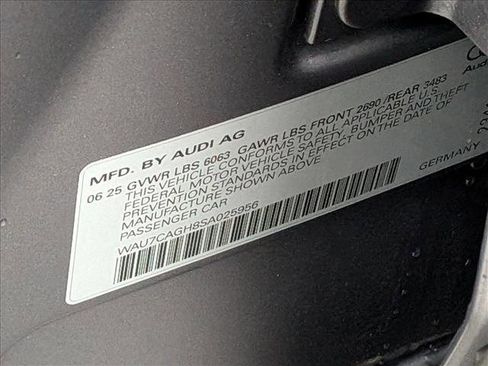 MFD. BY AUDI AG
06 25 GVWR LBS 6063 GAWR LBS FRONT 2690 /REAR 3483
THIS VEHICLE CONFORMS TO ALL APPLICABLE U.S.
FEDERAL MOTOR VEHICLE SAFETY, BUMPER AND THEFT
PREVENTION STANDARDS IN EFFECT ON THE DATE OF
MANUFACTURE SHOWN ABOVE
PASSENGER CAR
GERMANY
WAU7CAGH8SA025956
Audi